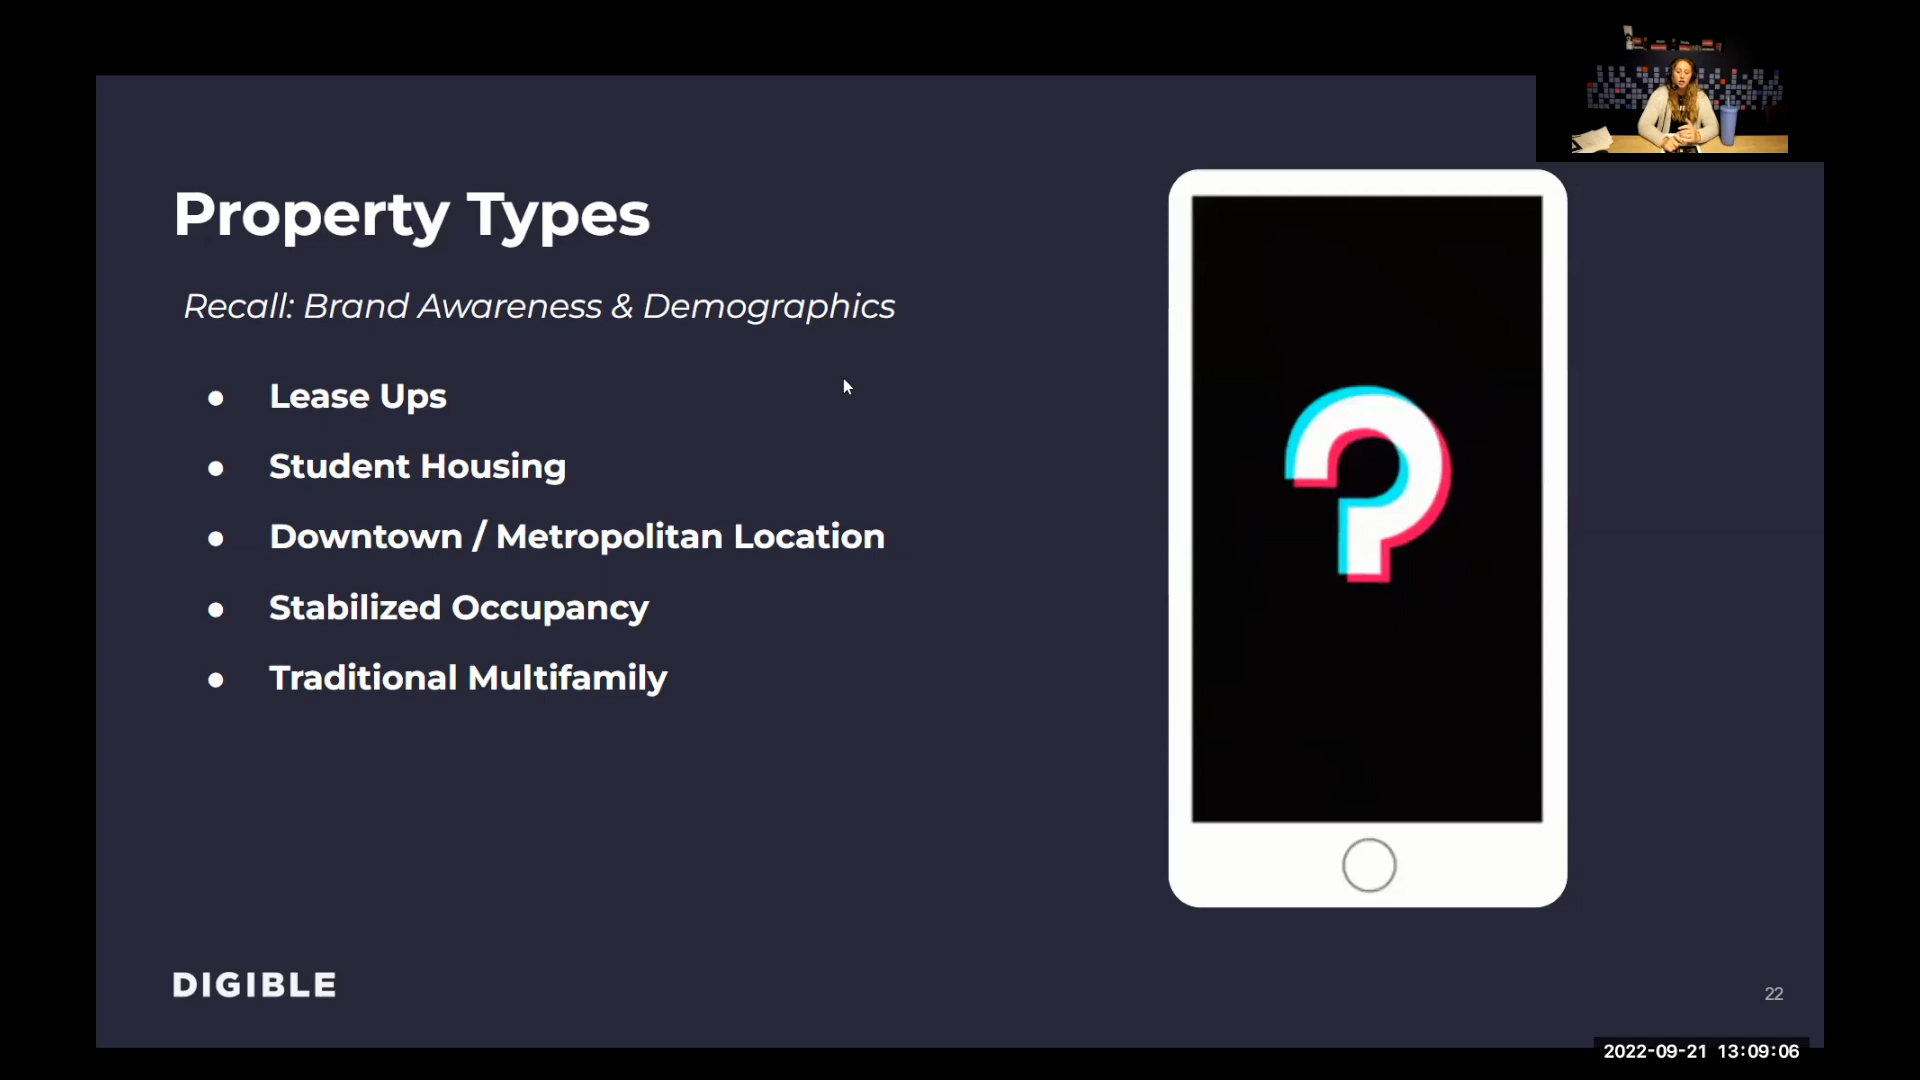 Property Types
Recall: Brand Awareness & Demographics
● Lease Ups
● Student Housing
● Downtown / Metropolitan Location
● Stabilized Occupancy
● Traditional Multifamily
?
DIGIBLE
22
2022-09-21 13:09:06